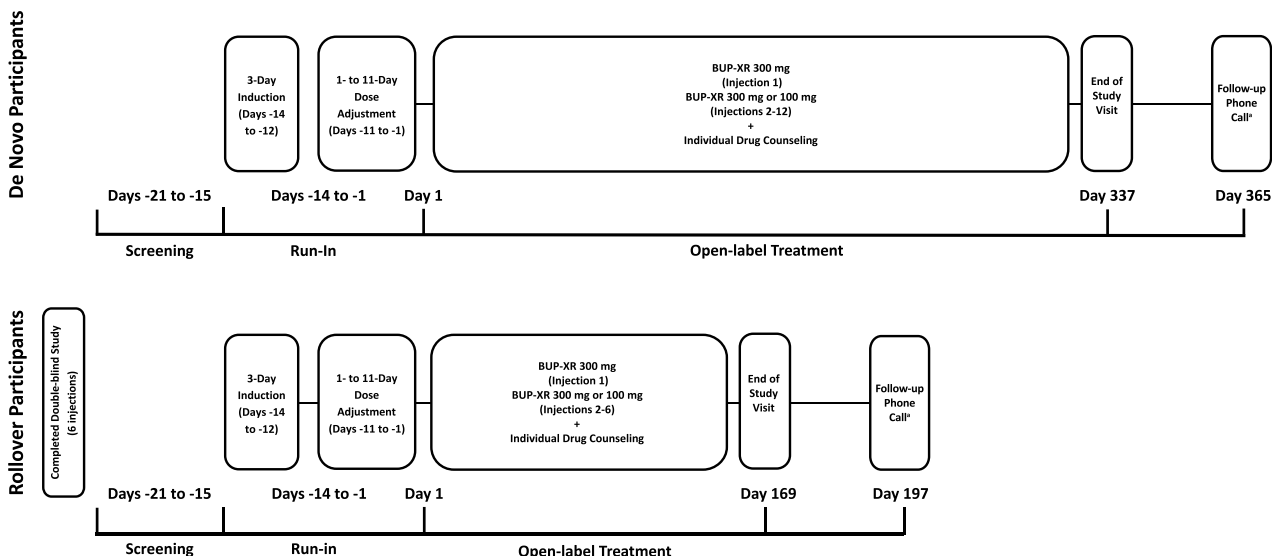 De Novo Participants
3-Day
Induction
(Days -14
to -12)
1- to 11-Day
Dose
Adjustment
(Days -11 to -1)
BUP-XR 300 mg
(Injection 1)
BUP-XR 300 mg or 100 mg
(Injections 2-12)
+
Individual Drug Counseling
End of
Study
Visit
Follow-up
Phone
Callª
Days -21 to -15
Days -14 to -1
Day 1
Day 337
Day 365
Screening
Run-In
Open-label Treatment
Rollover Participants
Completed Double-blind Study
(6 injections)
3-Day
Induction
(Days -14
to -12)
1- to 11-Day
Dose
Adjustment
(Days -11 to -1)
BUP-XR 300 mg
(Injection 1)
BUP-XR 300 mg or 100 mg
(Injections 2-6)
+
Individual Drug Counseling
End of
Study
Visit
Follow-up
Phone
Callª
Days -21 to -15
Days -14 to -1
Day 1
Day 169
Day 197
Screening
Run-in
Open-label Treatment